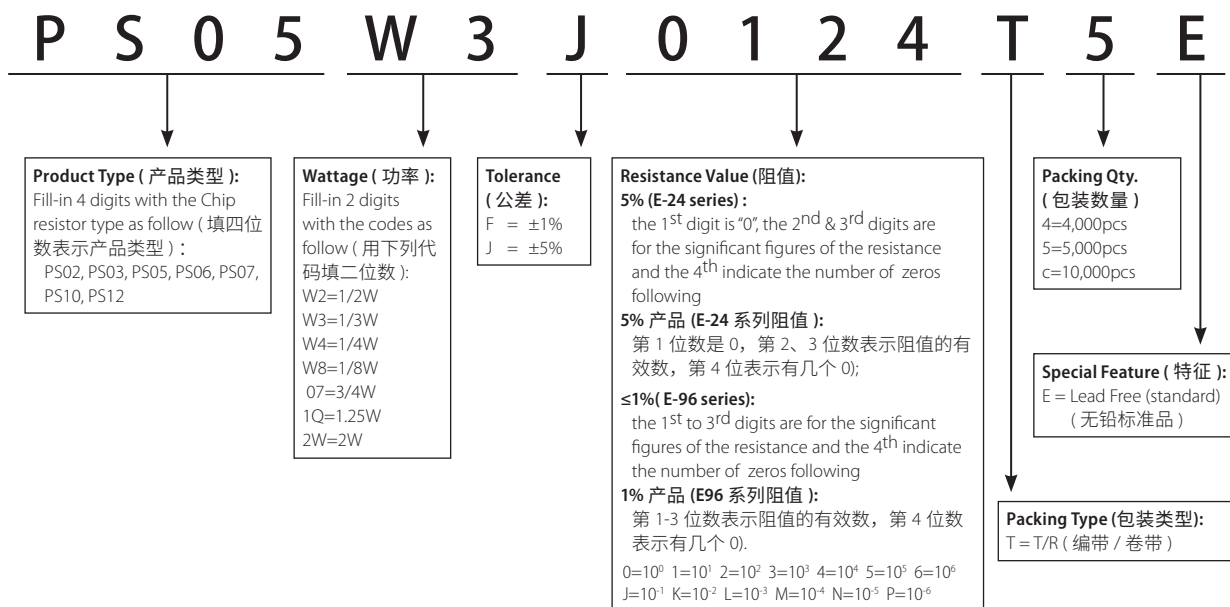 P S 0 5 W 3 J 0 1 2 4 T 5 E
Product Type ( 产品类型 ):
Fill-in 4 digits with the Chip
resistor type as follow ( 填四位
数表示产品类型 ) :
PS02, PS03, PS05, PS06, PS07,
PS10, PS12
Wattage ( 功率 ):
Fill-in 2 digits
with the codes as
follow ( 用下列代
码填二位数 ):
W2=1/2W
W3=1/3W
W4=1/4W
W8=1/8W
07=3/4W
1Q=1.25W
2W=2W
Tolerance
( 公差 ):
F = ±1%
J = ±5%
Resistance Value (阻值):
5% (E-24 series) :
the 1st digit is “0”, the 2nd & 3rd digits are
for the significant figures of the resistance
and the 4th indicate the number of zeros
following
5% 产品 (E-24 系列阻值 ):
第 1 位数是 0，第 2、3 位数表示阻值的有
效数，第 4 位表示有几个 0);
≤1%( E-96 series):
the 1st to 3rd digits are for the significant
figures of the resistance and the 4th indicate
the number of zeros following
1% 产品 (E96 系列阻值 ):
第 1-3 位数表示阻值的有效数，第 4 位数
表示有几个 0).
0=10⁰ 1=10¹ 2=10² 3=10³ 4=10⁴ 5=10⁵ 6=10⁶
J=10⁻¹ K=10⁻² L=10⁻³ M=10⁻⁴ N=10⁻⁵ P=10⁻⁶
Packing Qty.
( 包装数量 )
4=4,000pcs
5=5,000pcs
c=10,000pcs
Special Feature ( 特征 ):
E = Lead Free (standard)
( 无铅标准品 )
Packing Type (包装类型):
T = T/R ( 编带 / 卷带 )